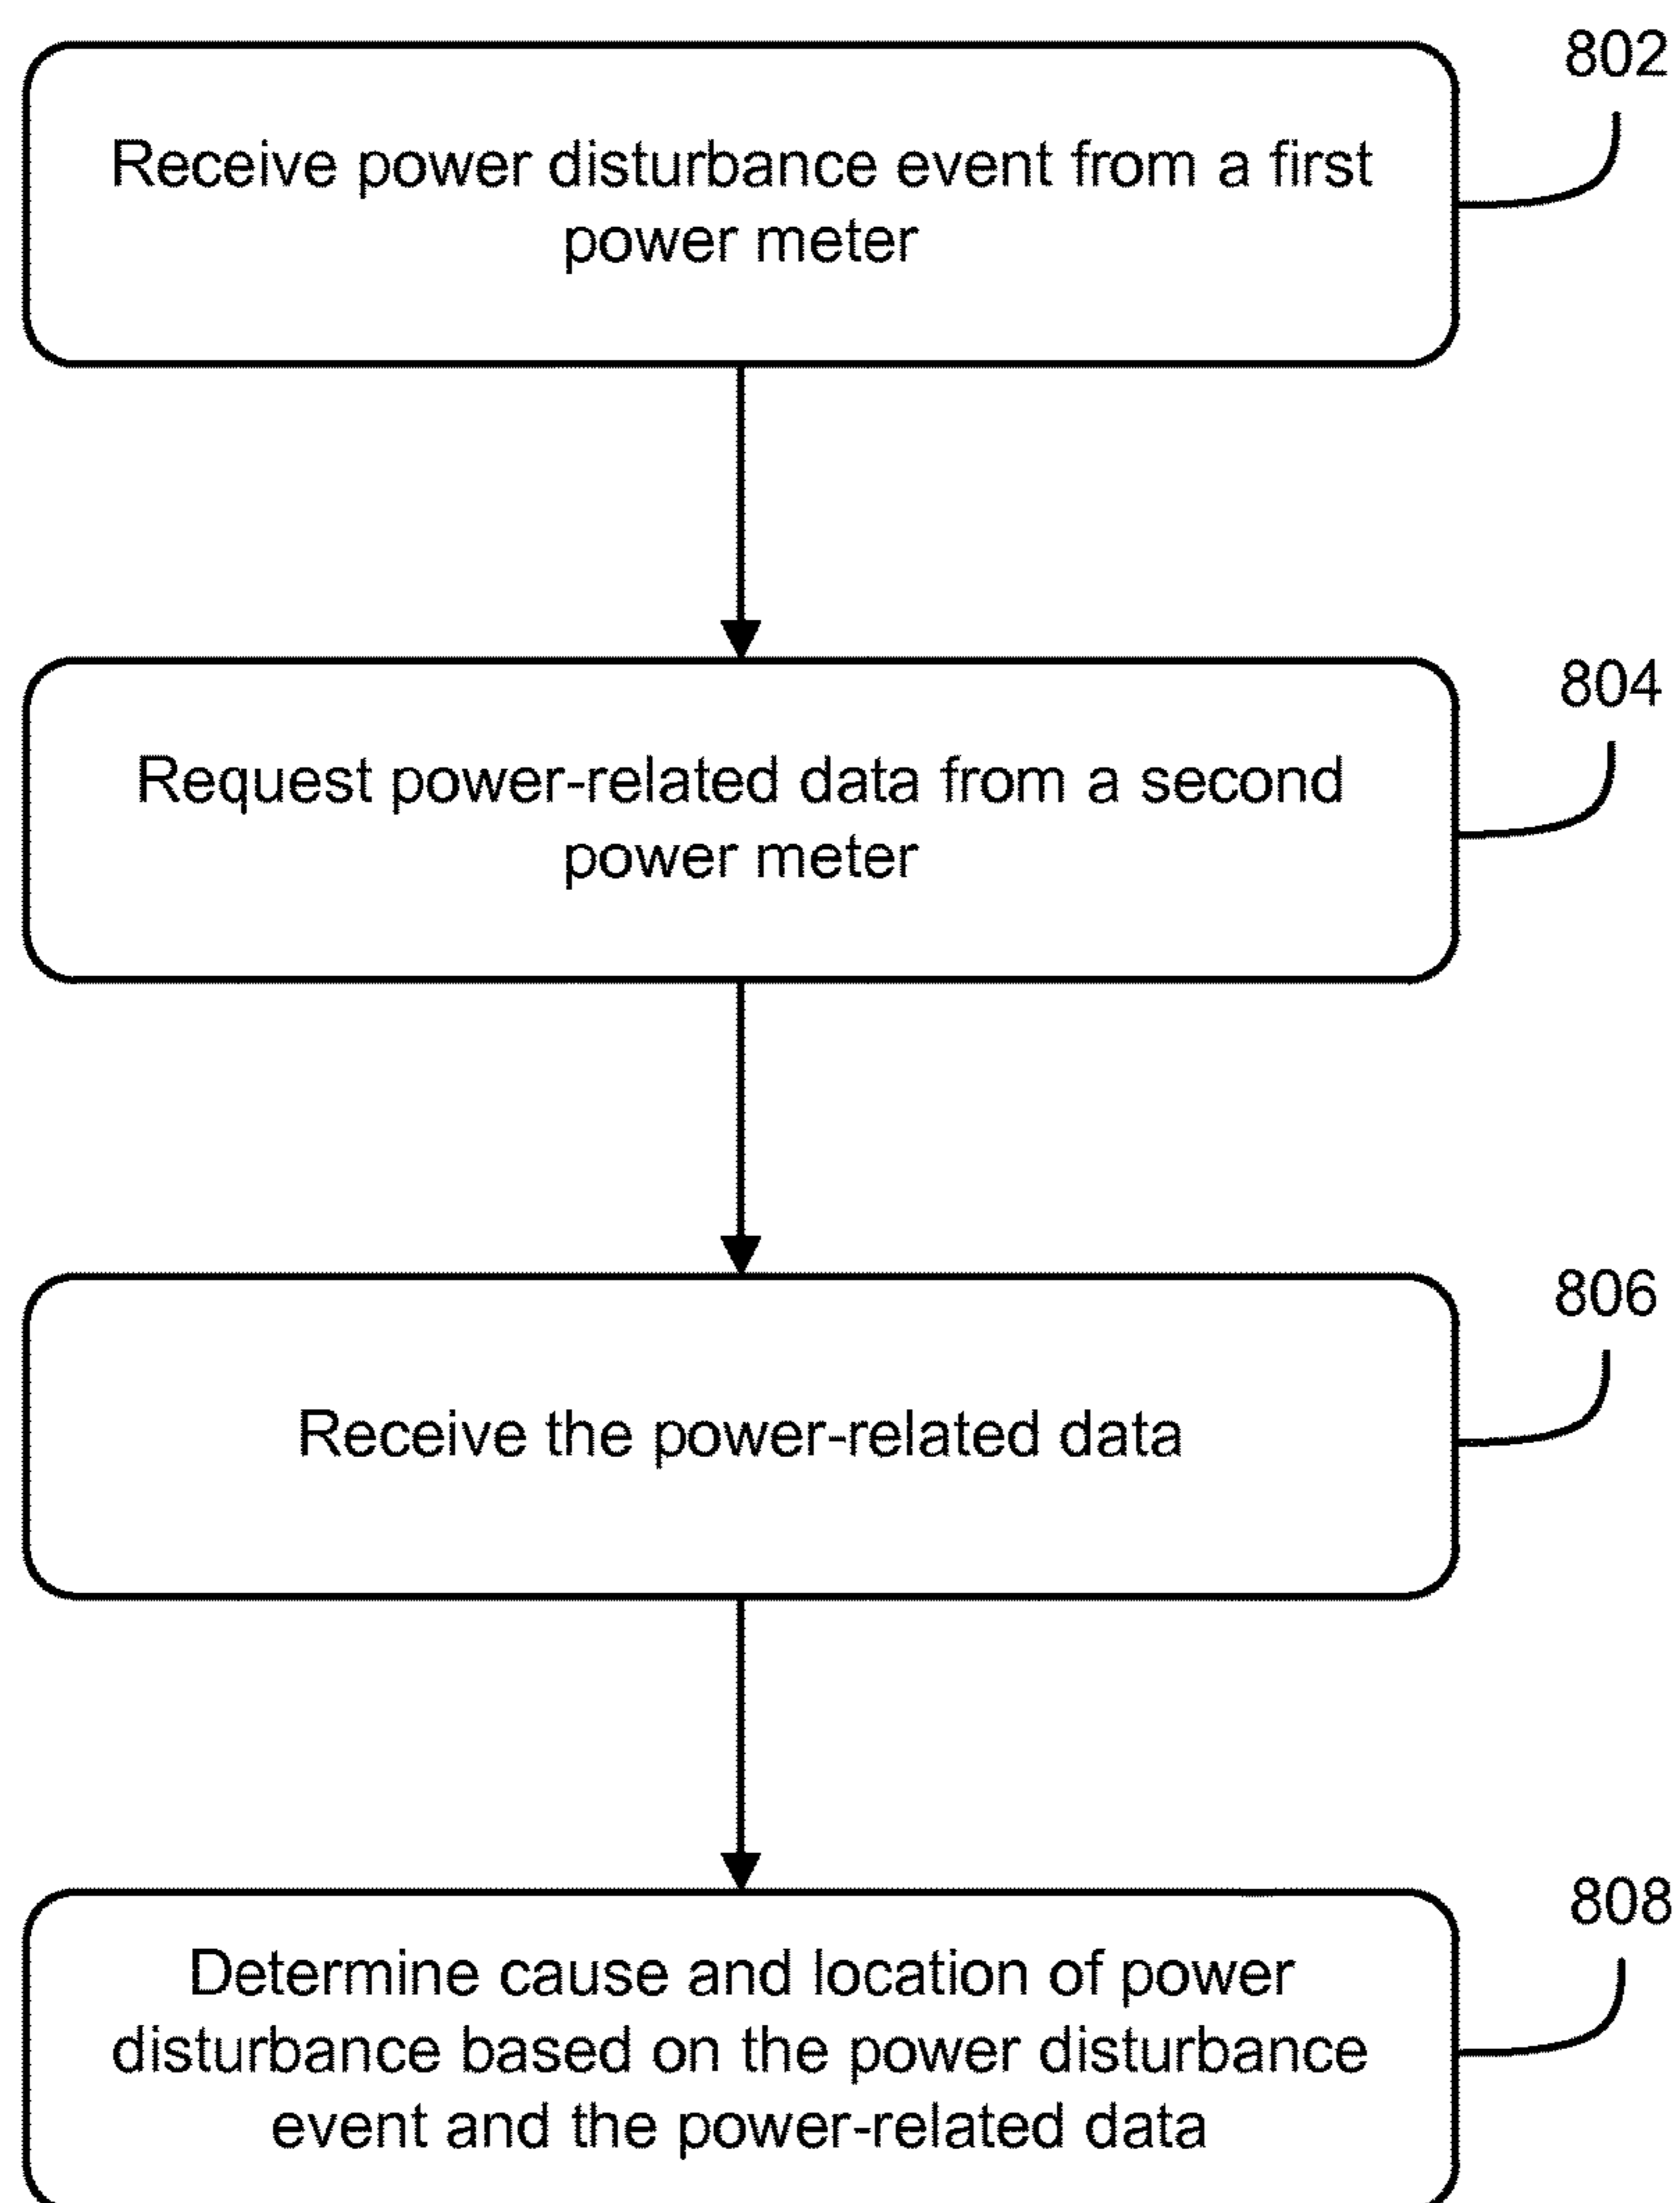 802
Receive power disturbance event from a first
power meter
804
Request power-related data from a second
power meter
806
Receive the power-related data
808
Determine cause and location of power
disturbance based on the power disturbance
event and the power-related data